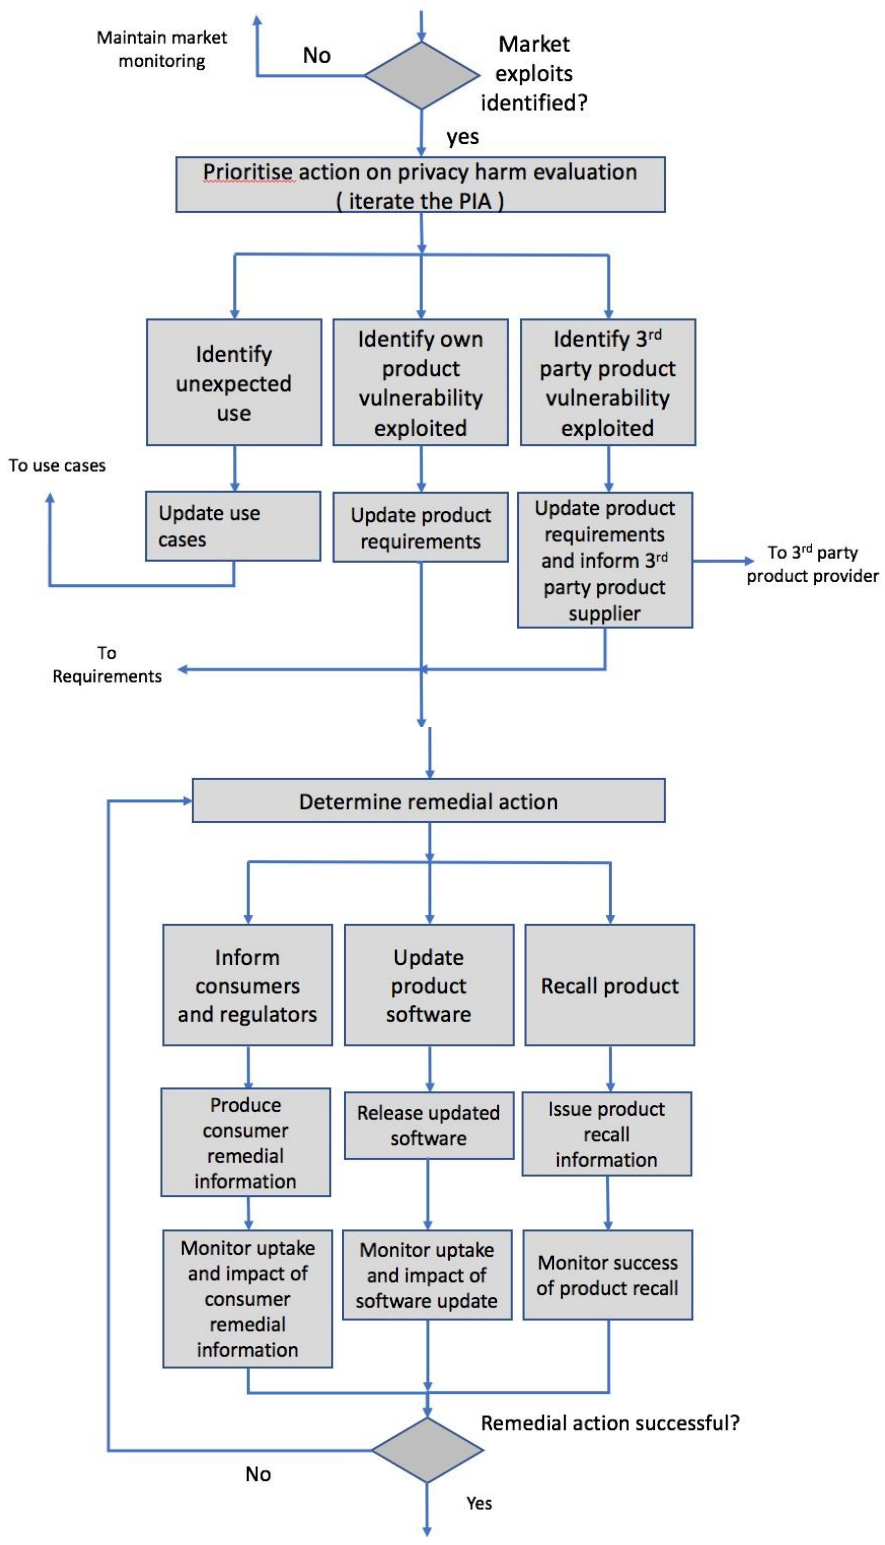 Maintain market
monitoring
No
Market
exploits
identified?
yes
Prioritise action on privacy harm evaluation
( iterate the PIA )
Identify
unexpected
use
Identify own
product
vulnerability
exploited
Identify 3rd
party product
vulnerability
exploited
To use cases
Update use
cases
Update product
requirements
Update product
requirements
and inform 3rd
party product
supplier
To 3rd party
product provider
To
Requirements
Determine remedial action
Inform
consumers
and regulators
Update
product
software
Recall product
Produce
consumer
remedial
information
Release updated
software
Issue product
recall
information
Monitor uptake
and impact of
consumer
remedial
information
Monitor uptake
and impact of
software update
Monitor success
of product recall
Remedial action successful?
No
Yes